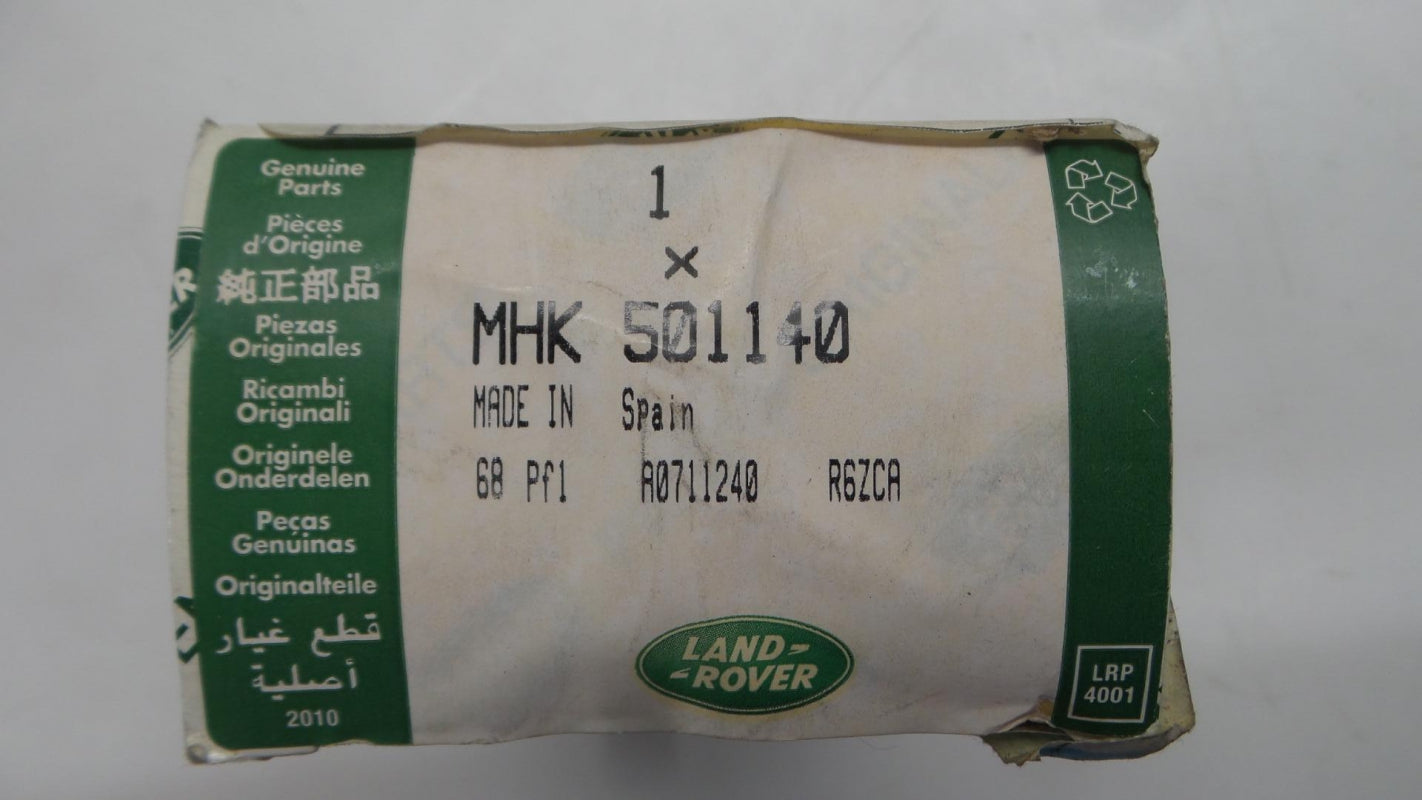 Genuine
Parts
Pièces
d'Origine
純正部品
Piezas
Originales
Ricambi
Originali
Originele
Onderdelen
Peças
Genuinas
Originalteile
قطع غيار
أصلية
2010
1
x
MHK 501140
MADE IN Spain
68 Pf1 A0711240 R6ZCA
LAND-
-ROVER
LRP
4001